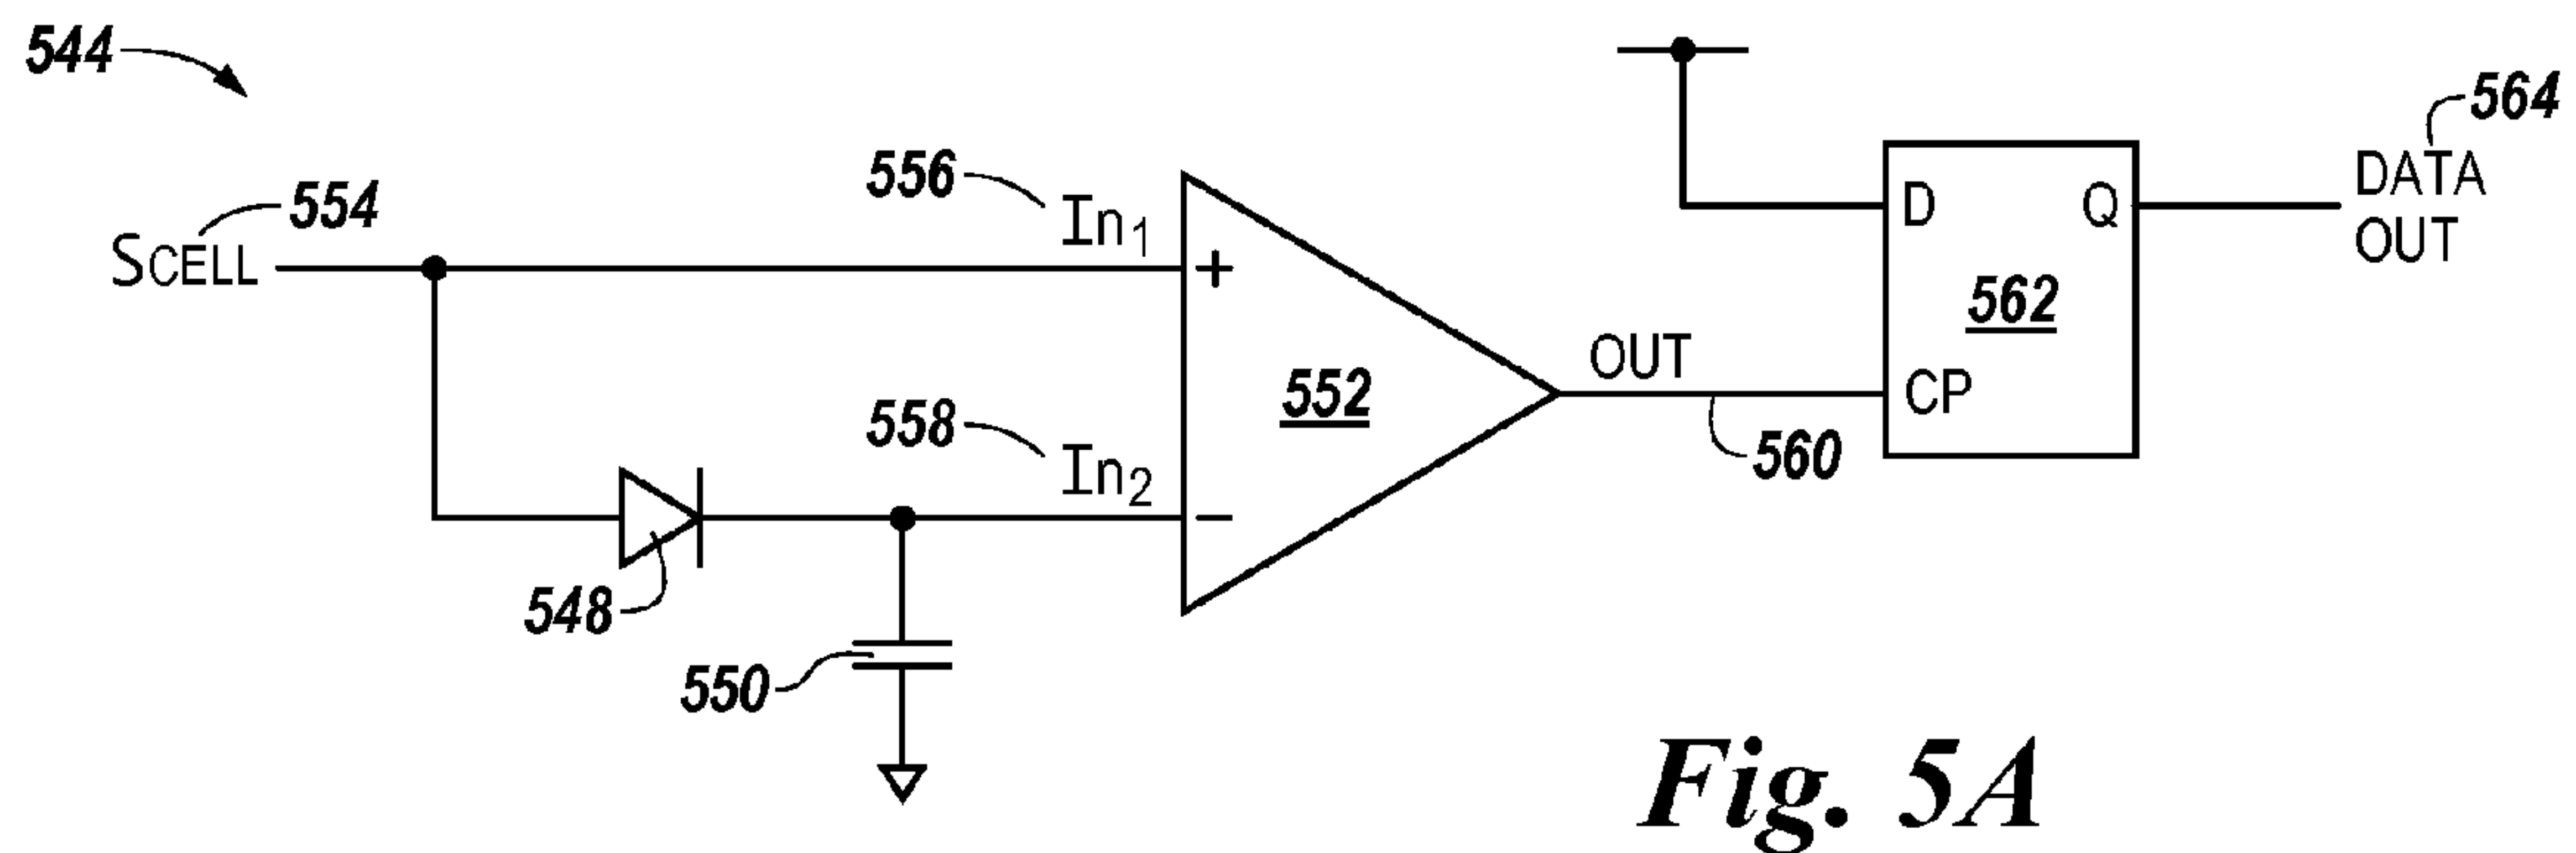 544
554
SCELL
556
In1
+
558
In2
−
548
550
552
OUT
560
D
Q
562
CP
564
DATA
OUT
Fig. 5A